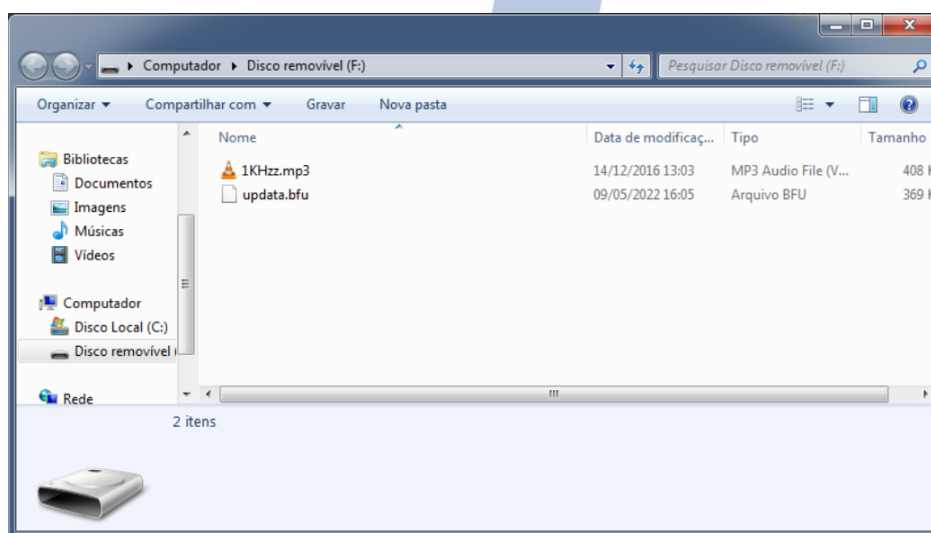 Computador Disco removível (F:)
Pesquisar Disco removível (F:)
Organizar Compartilhar com Gravar Nova pasta
Bibliotecas
Documentos
Imagens
Músicas
Vídeos
Computador
Disco Local (C:)
Disco removível (
Rede
Nome Data de modificaç... Tipo Tamanho
1KHzz.mp3 14/12/2016 13:03 MP3 Audio File (V... 408 K
updata.bfu 09/05/2022 16:05 Arquivo BFU 369 K
2 itens